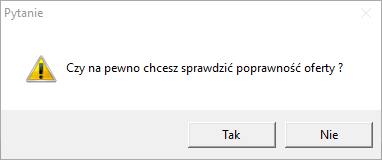 Pytanie
Czy na pewno chcesz sprawdzić poprawność oferty ?
Tak
Nie